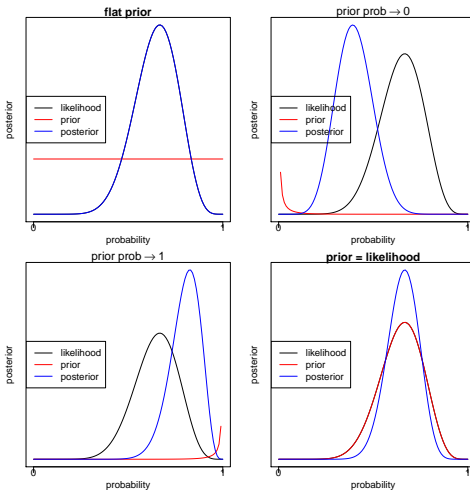 flat prior
posterior
likelihood
prior
posterior
0
1
probability
prior prob → 0
posterior
likelihood
prior
posterior
0
1
probability
prior prob → 1
posterior
likelihood
prior
posterior
0
1
probability
prior = likelihood
posterior
likelihood
prior
posterior
0
1
probability